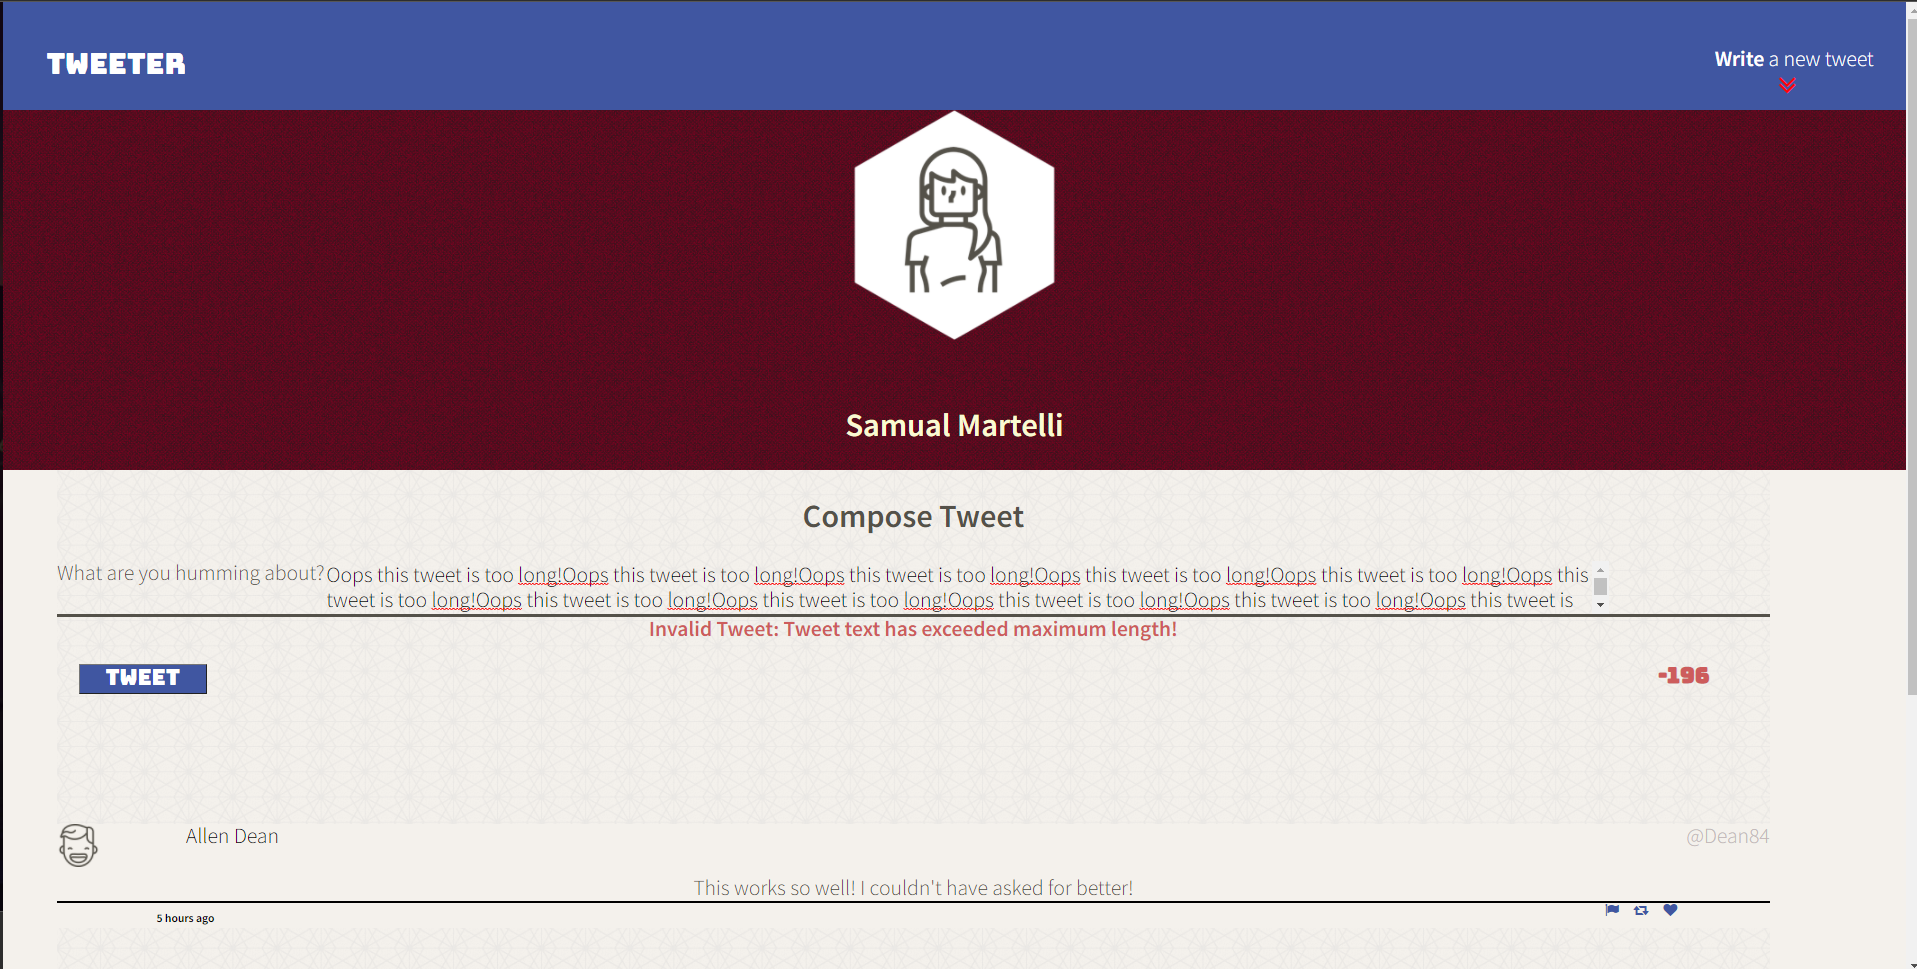 TWEETER
Write a new tweet
Samual Martelli
Compose Tweet
What are you humming about?
Oops this tweet is too long!Oops this tweet is too long!Oops this tweet is too long!Oops this tweet is too long!Oops this tweet is too long!Oops this
tweet is too long!Oops this tweet is too long!Oops this tweet is too long!Oops this tweet is too long!Oops this tweet is too long!Oops this tweet is
Invalid Tweet: Tweet text has exceeded maximum length!
TWEET
-196
Allen Dean
@Dean84
This works so well! I couldn't have asked for better!
5 hours ago